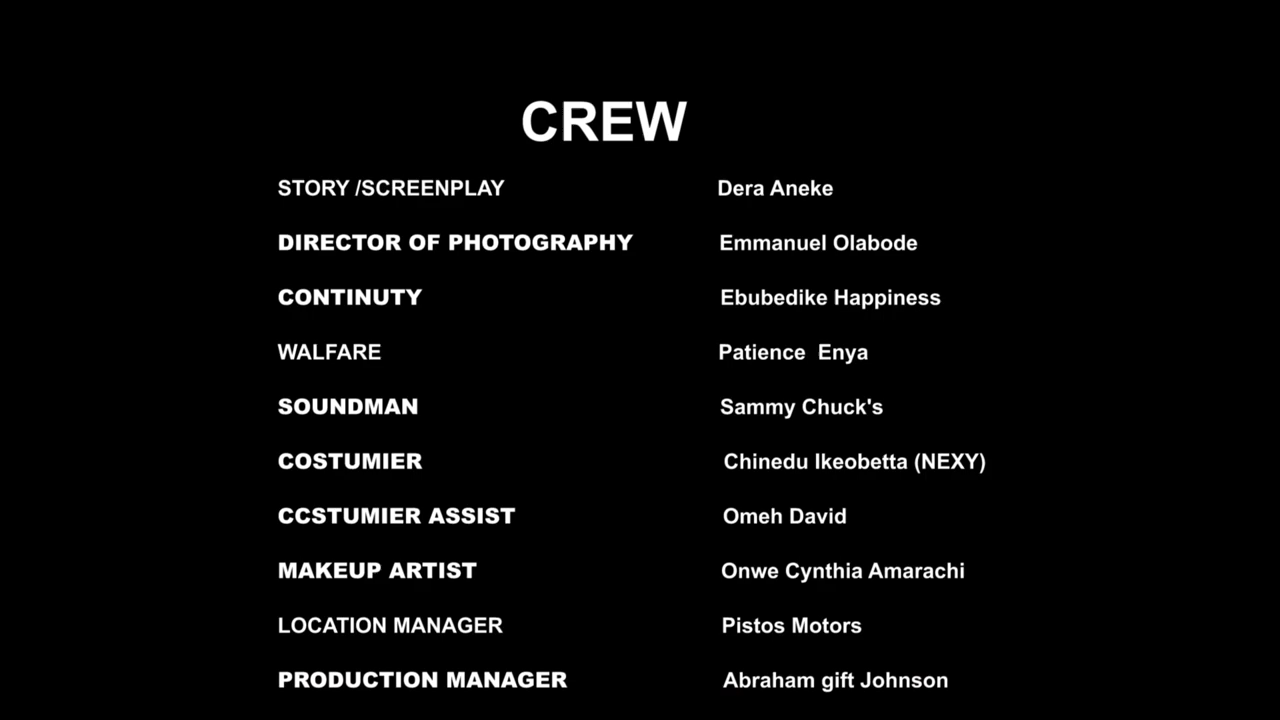 CREW
STORY /SCREENPLAY Dera Aneke
DIRECTOR OF PHOTOGRAPHY Emmanuel Olabode
CONTINUTY Ebubedike Happiness
WALFARE Patience  Enya
SOUNDMAN Sammy Chuck's
COSTUMIER Chinedu Ikeobetta (NEXY)
CCSTUMIER ASSIST Omeh David
MAKEUP ARTIST Onwe Cynthia Amarachi
LOCATION MANAGER Pistos Motors
PRODUCTION MANAGER Abraham gift Johnson